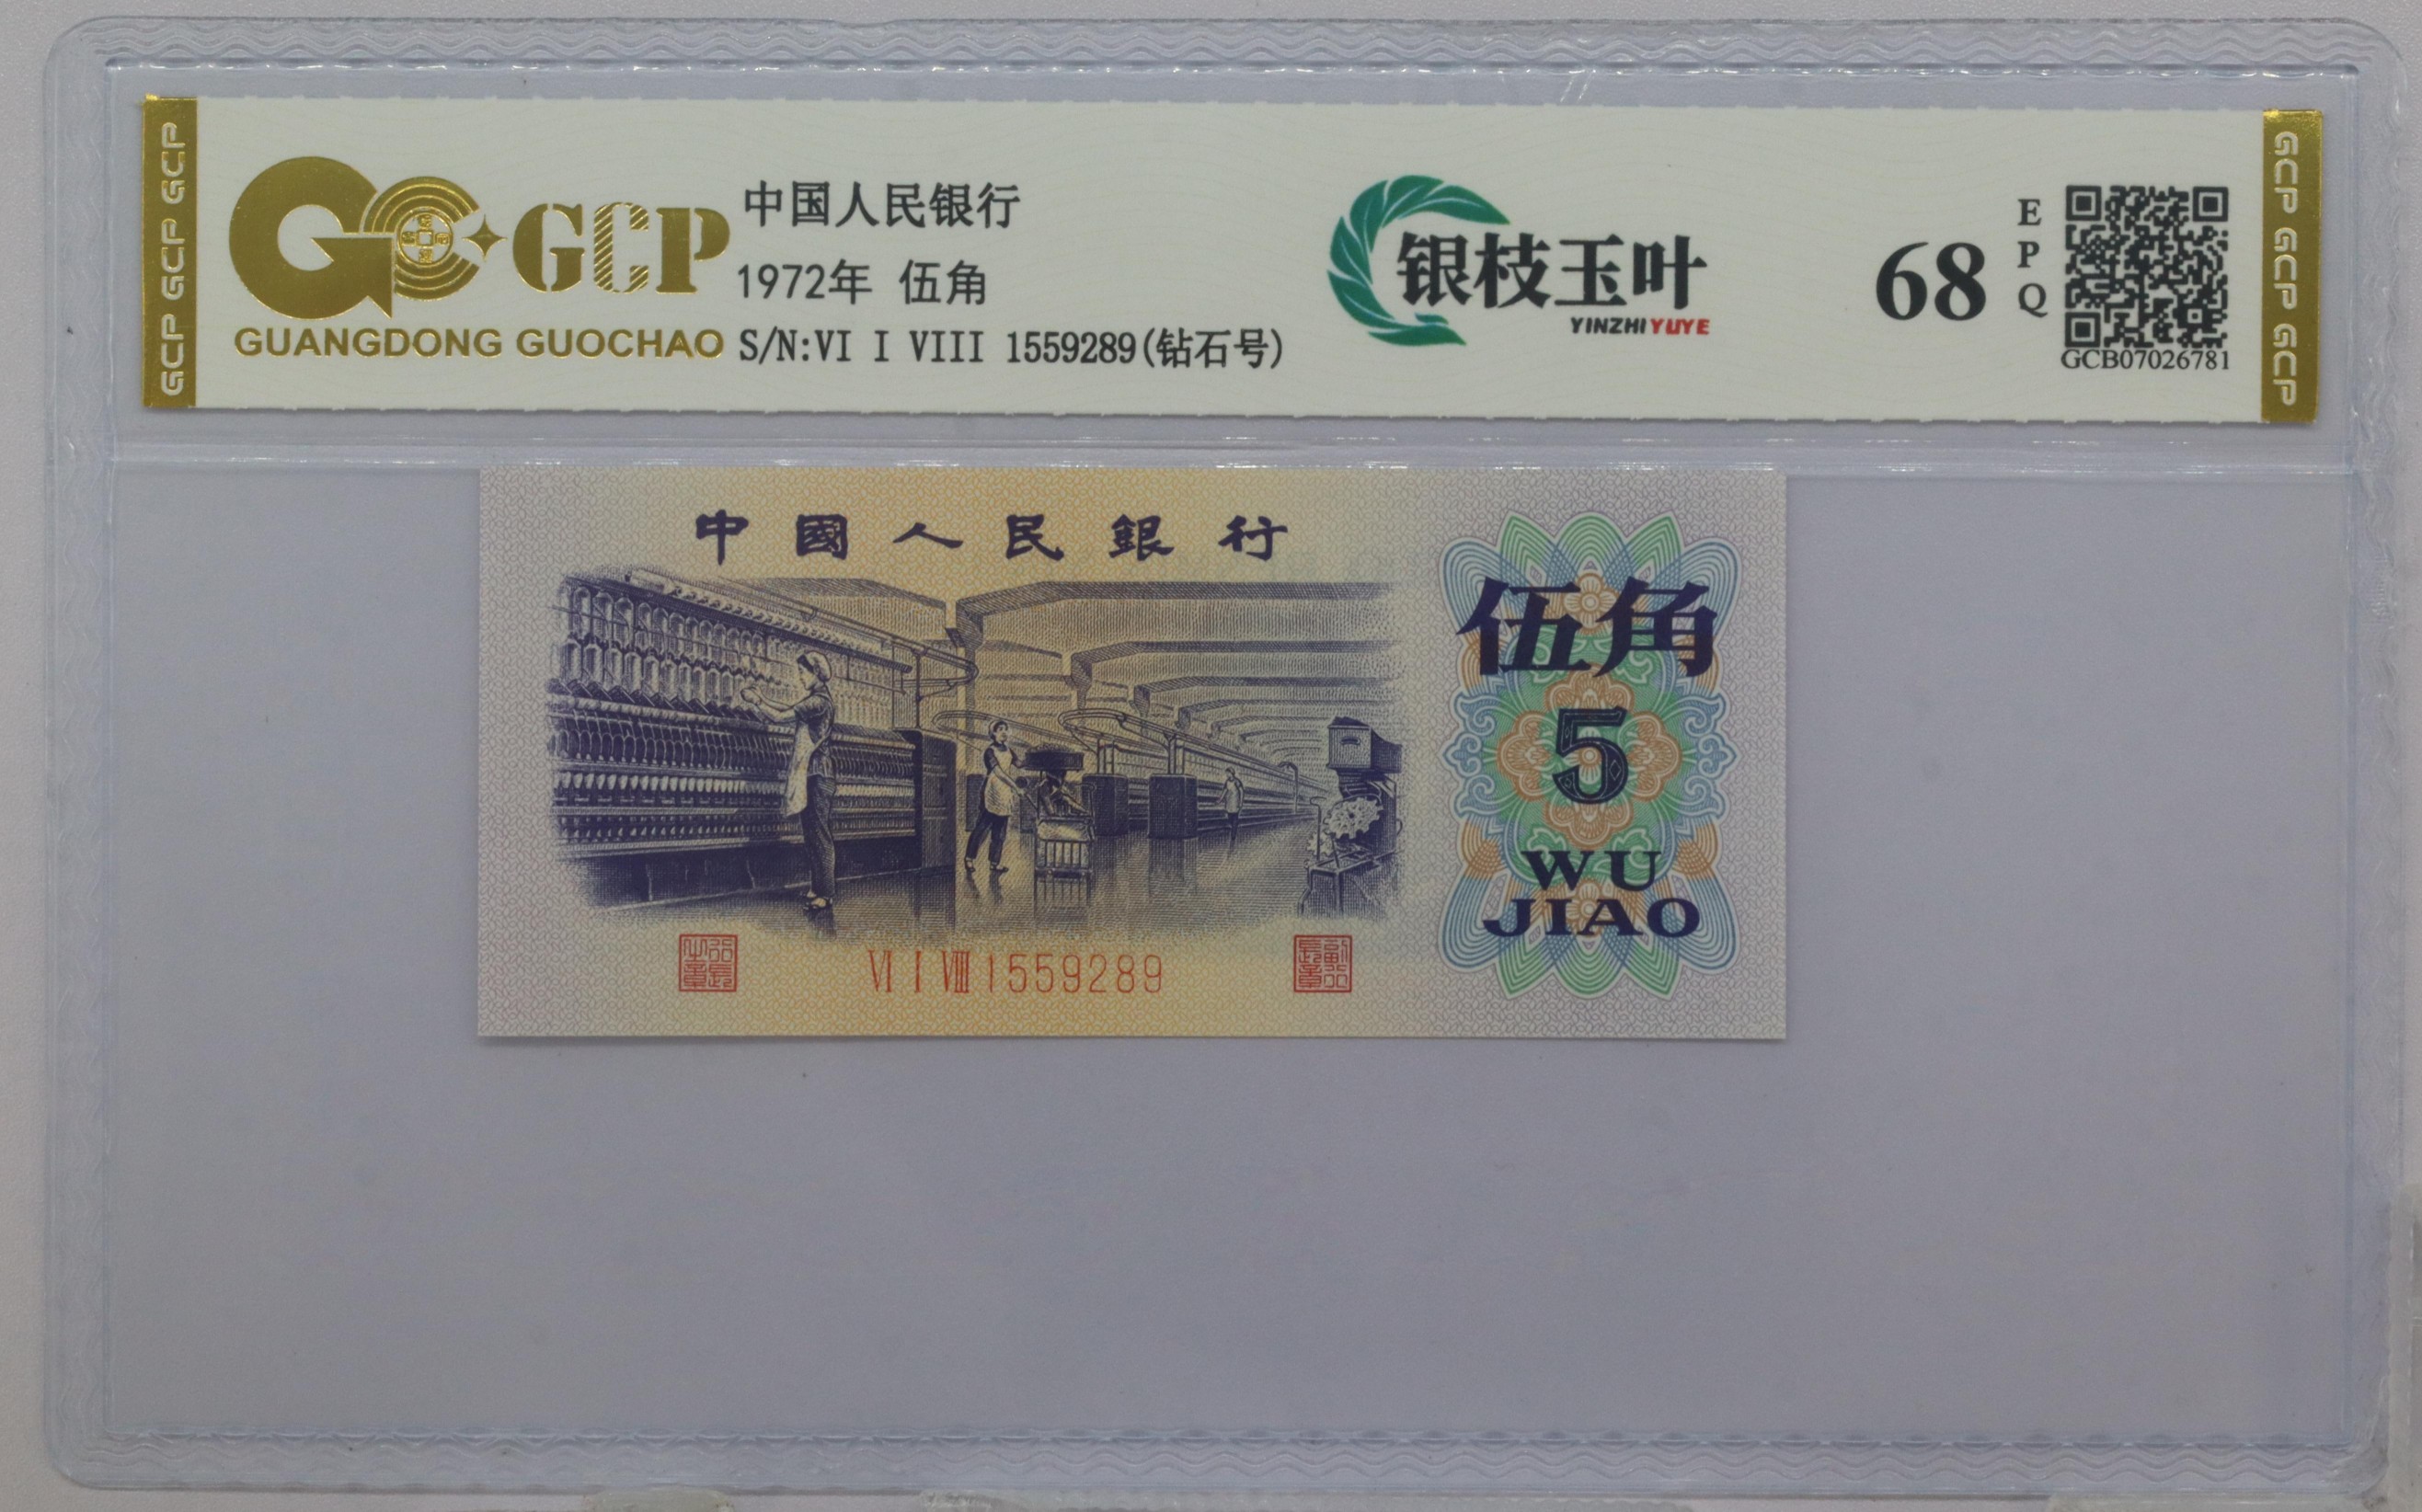 GCP GCP GCP
GCP
GUANGDONG GUOCHAO
中国人民银行
1972年 伍角
S/N:VI I VIII 1559289(钻石号)
银枝玉叶
YINZHI YUYE
68
EPQ
GCB07026781
GCP GCP GCP
中國人民銀行
伍角
5
WU
JIAO
VI I VIII 1559289